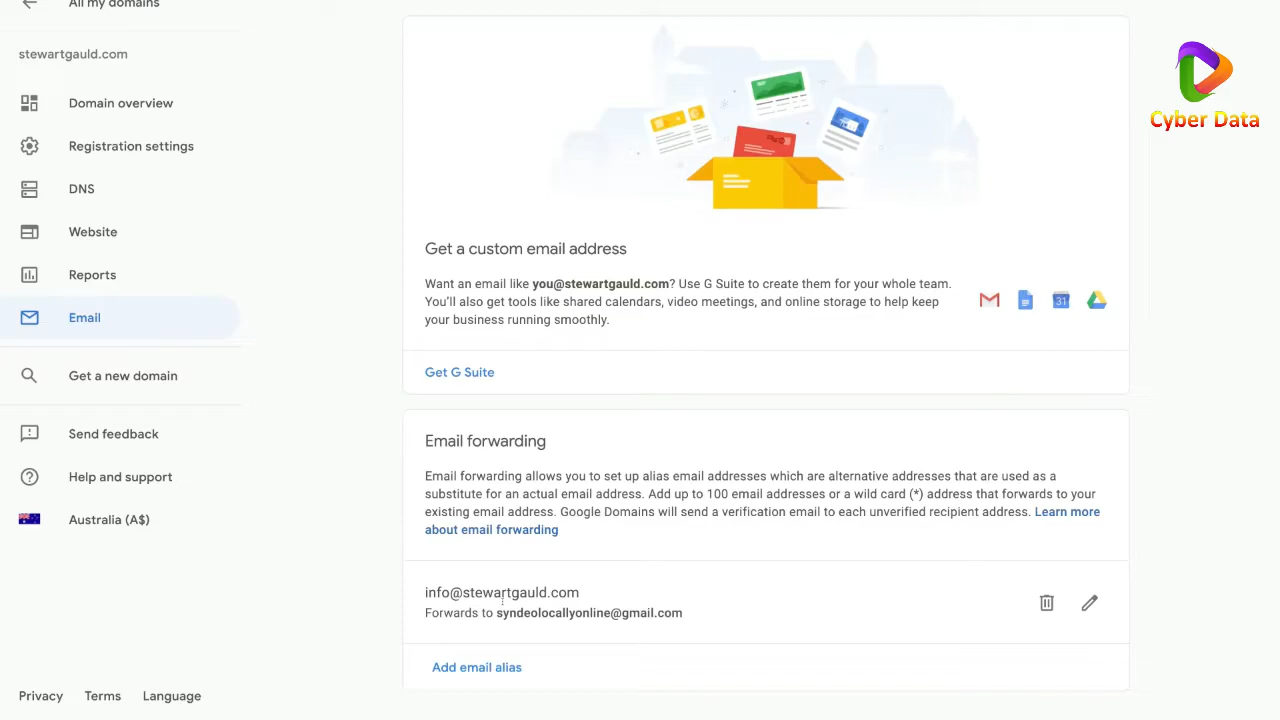 All my domains
stewartgauld.com
Domain overview
Registration settings
DNS
Website
Reports
Email
Get a new domain
Send feedback
Help and support
Australia (A$)
Privacy Terms Language
Get a custom email address
Want an email like you@stewartgauld.com? Use G Suite to create them for your whole team.
You'll also get tools like shared calendars, video meetings, and online storage to help keep
your business running smoothly.
31
Get G Suite
Email forwarding
Email forwarding allows you to set up alias email addresses which are alternative addresses that are used as a
substitute for an actual email address. Add up to 100 email addresses or a wild card (*) address that forwards to your
existing email address. Google Domains will send a verification email to each unverified recipient address. Learn more
about email forwarding
info@stewartgauld.com
Forwards to syndeolocallyonline@gmail.com
Add email alias
Cyber Data